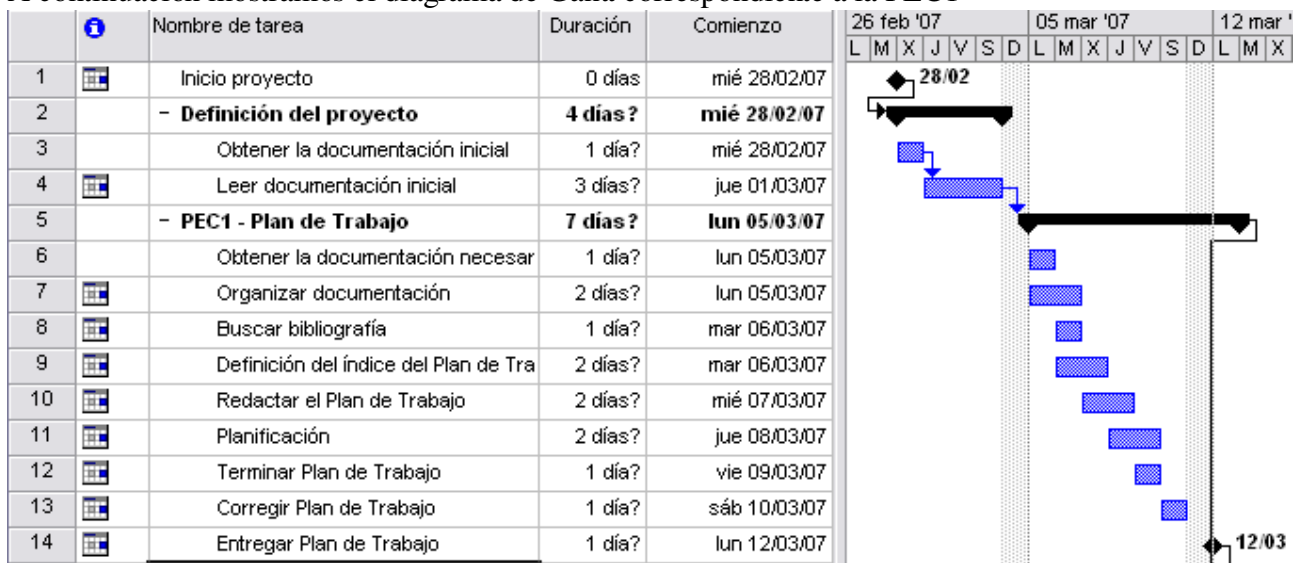 A continuación mostramos el diagrama de Gantt correspondiente a la PEC1
Nombre de tarea Duración Comienzo 26 feb '07 05 mar '07 12 mar '
L M X J V S D L M X J V S D L M X
1 Inicio proyecto 0 días mié 28/02/07 28/02
2 - Definición del proyecto 4 días? mié 28/02/07
3 Obtener la documentación inicial 1 día? mié 28/02/07
4 Leer documentación inicial 3 días? jue 01/03/07
5 - PEC1 - Plan de Trabajo 7 días? lun 05/03/07
6 Obtener la documentación necesar 1 día? lun 05/03/07
7 Organizar documentación 2 días? lun 05/03/07
8 Buscar bibliografía 1 día? mar 06/03/07
9 Definición del índice del Plan de Tra 2 días? mar 06/03/07
10 Redactar el Plan de Trabajo 2 días? mié 07/03/07
11 Planificación 2 días? jue 08/03/07
12 Terminar Plan de Trabajo 1 día? vie 09/03/07
13 Corregir Plan de Trabajo 1 día? sáb 10/03/07
14 Entregar Plan de Trabajo 1 día? lun 12/03/07 12/03